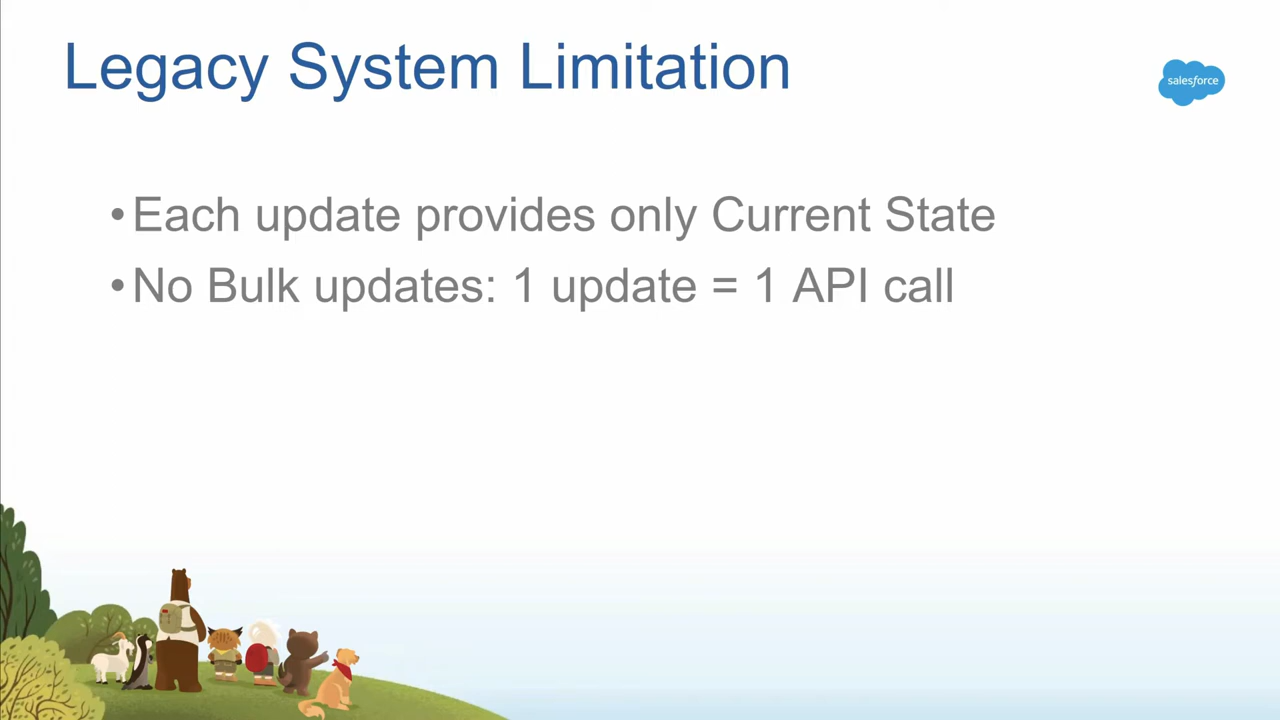 Legacy System Limitation
salesforce
•Each update provides only Current State
•No Bulk updates: 1 update = 1 API call